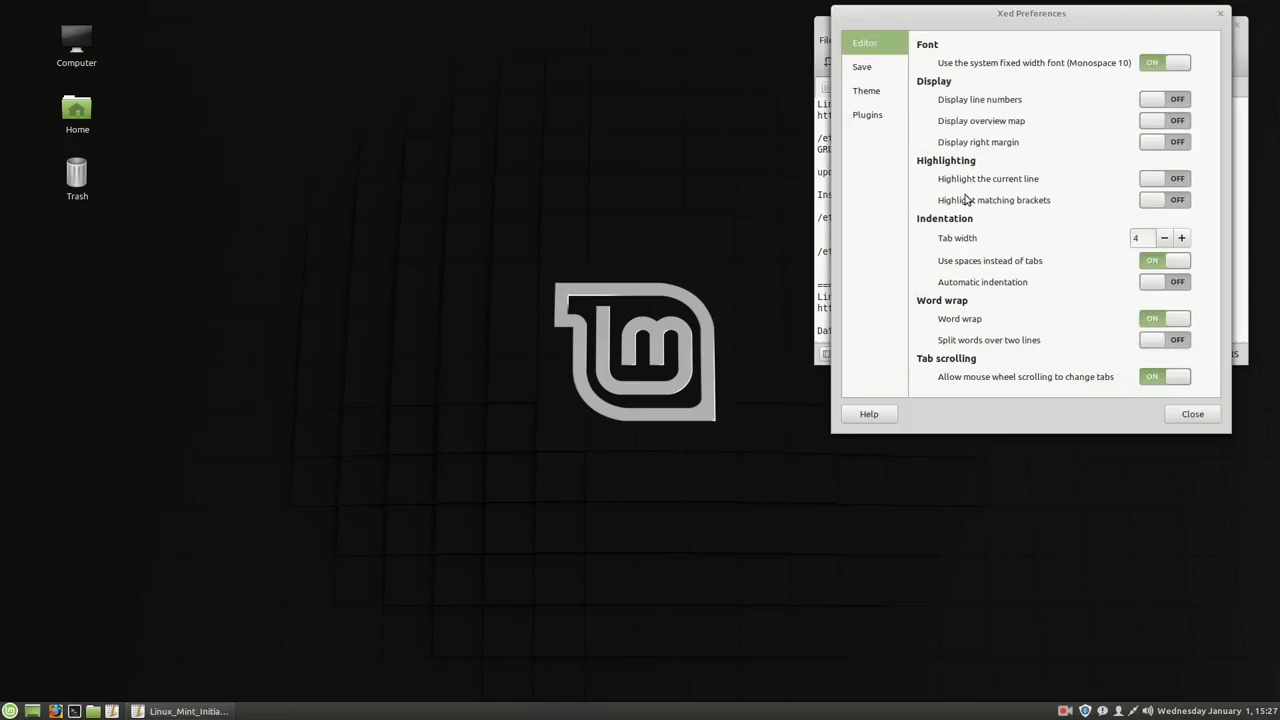 Computer
Home
Trash
Xed Preferences
Editor
Save
Theme
Plugins
Font
Use the system fixed width font (Monospace 10) ON
Display
Display line numbers OFF
Display overview map OFF
Display right margin OFF
Highlighting
Highlight the current line OFF
Highlight matching brackets OFF
Indentation
Tab width 4 − +
Use spaces instead of tabs ON
Automatic indentation OFF
Word wrap
Word wrap ON
Split words over two lines OFF
Tab scrolling
Allow mouse wheel scrolling to change tabs ON
Help
Close
lm
Linux_Mint_Initia...
Wednesday January 1, 15:27